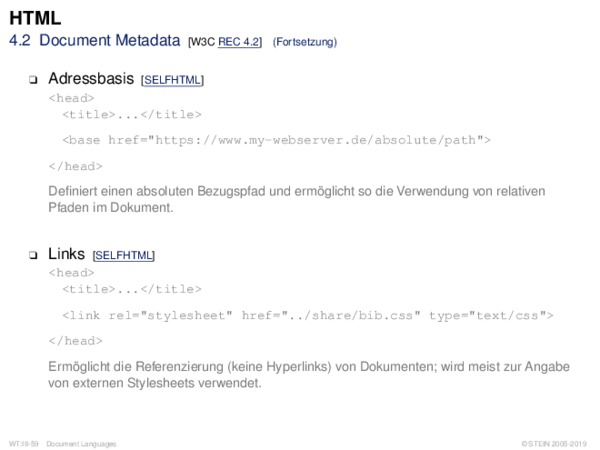 HTML
4.2 Document Metadata [W3C REC 4.2] (Fortsetzung)
❑ Adressbasis [SELFHTML]
<head>
<title>...</title>
<base href="https://www.my-webserver.de/absolute/path">
</head>
Definiert einen absoluten Bezugspfad und ermöglicht so die Verwendung von relativen
Pfaden im Dokument.
❑ Links [SELFHTML]
<head>
<title>...</title>
<link rel="stylesheet" href="../share/bib.css" type="text/css">
</head>
Ermöglicht die Referenzierung (keine Hyperlinks) von Dokumenten; wird meist zur Angabe
von externen Stylesheets verwendet.
WT:III-59 Document Languages
© STEIN 2005-2019